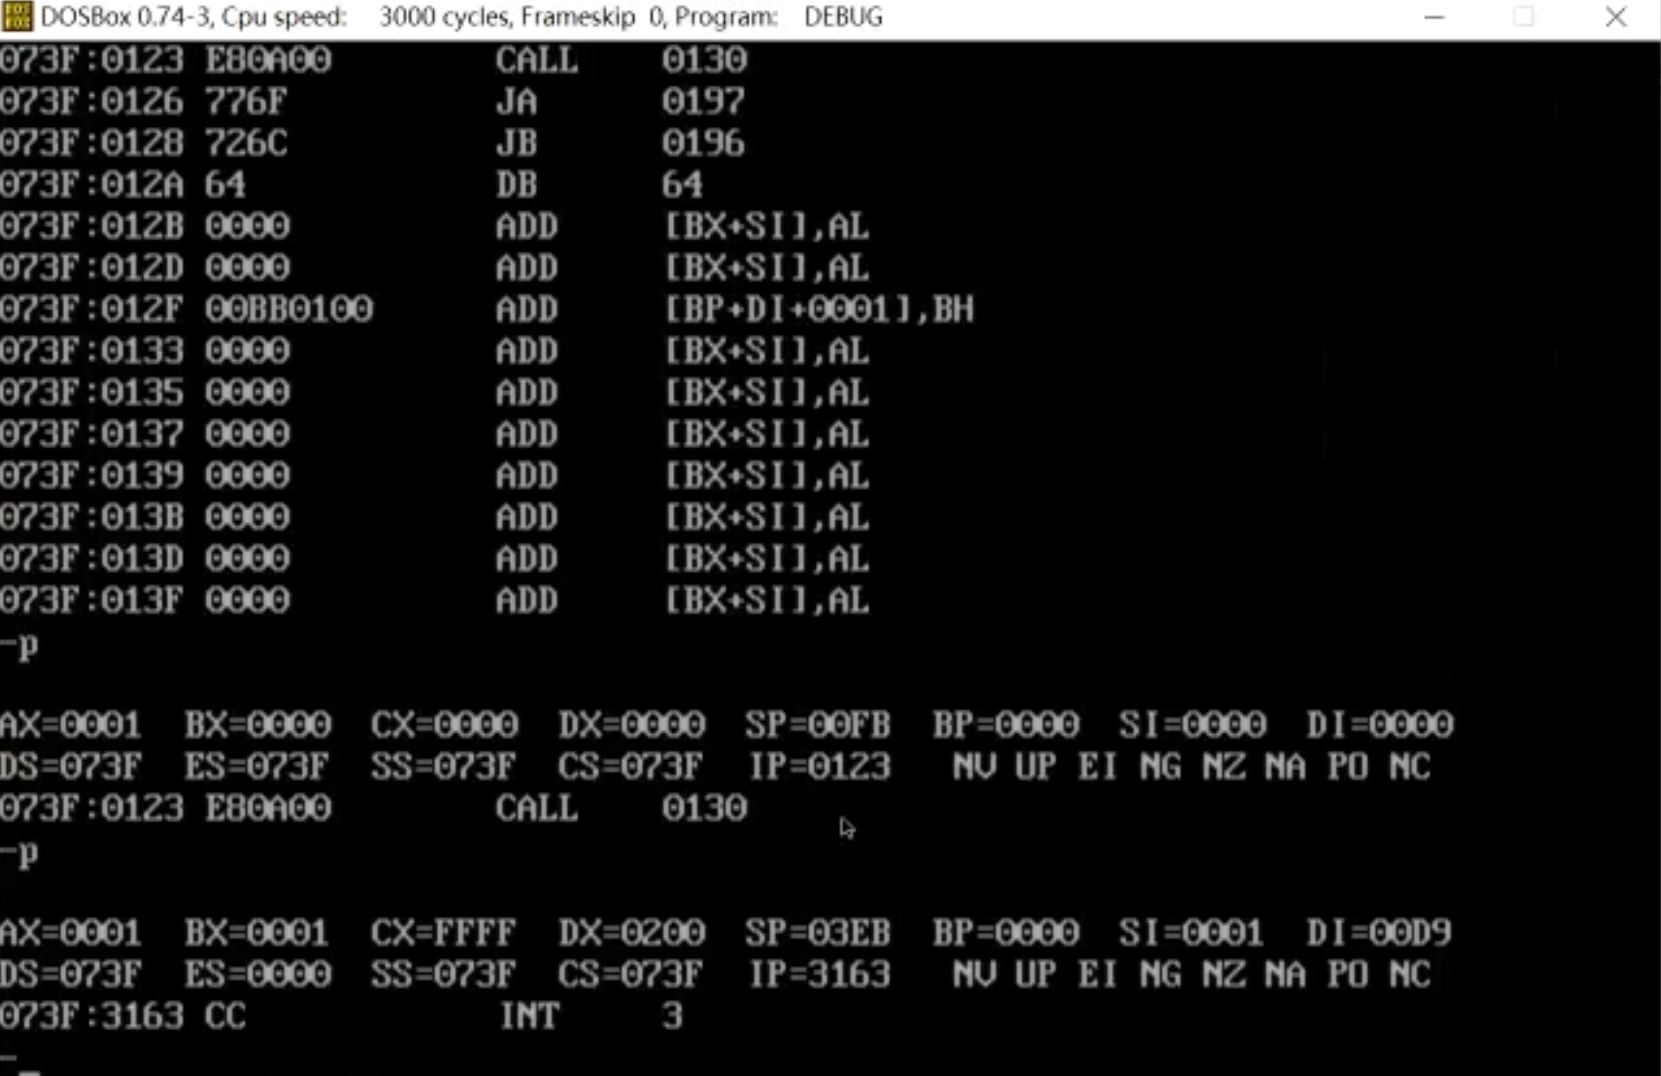 DOSBox 0.74-3, Cpu speed: 3000 cycles, Frameskip 0, Program: DEBUG
073F:0123 E80A00 CALL 0130
073F:0126 776F JA 0197
073F:0128 726C JB 0196
073F:012A 64 DB 64
073F:012B 0000 ADD [BX+SI],AL
073F:012D 0000 ADD [BX+SI],AL
073F:012F 00BB0100 ADD [BP+DI+0001],BH
073F:0133 0000 ADD [BX+SI],AL
073F:0135 0000 ADD [BX+SI],AL
073F:0137 0000 ADD [BX+SI],AL
073F:0139 0000 ADD [BX+SI],AL
073F:013B 0000 ADD [BX+SI],AL
073F:013D 0000 ADD [BX+SI],AL
073F:013F 0000 ADD [BX+SI],AL
-p
AX=0001 BX=0000 CX=0000 DX=0000 SP=00FB BP=0000 SI=0000 DI=0000
DS=073F ES=073F SS=073F CS=073F IP=0123 NV UP EI NG NZ NA PO NC
073F:0123 E80A00 CALL 0130
-p
AX=0001 BX=0001 CX=FFFF DX=0200 SP=03EB BP=0000 SI=0001 DI=00D9
DS=073F ES=0000 SS=073F CS=073F IP=3163 NV UP EI NG NZ NA PO NC
073F:3163 CC INT 3
-_